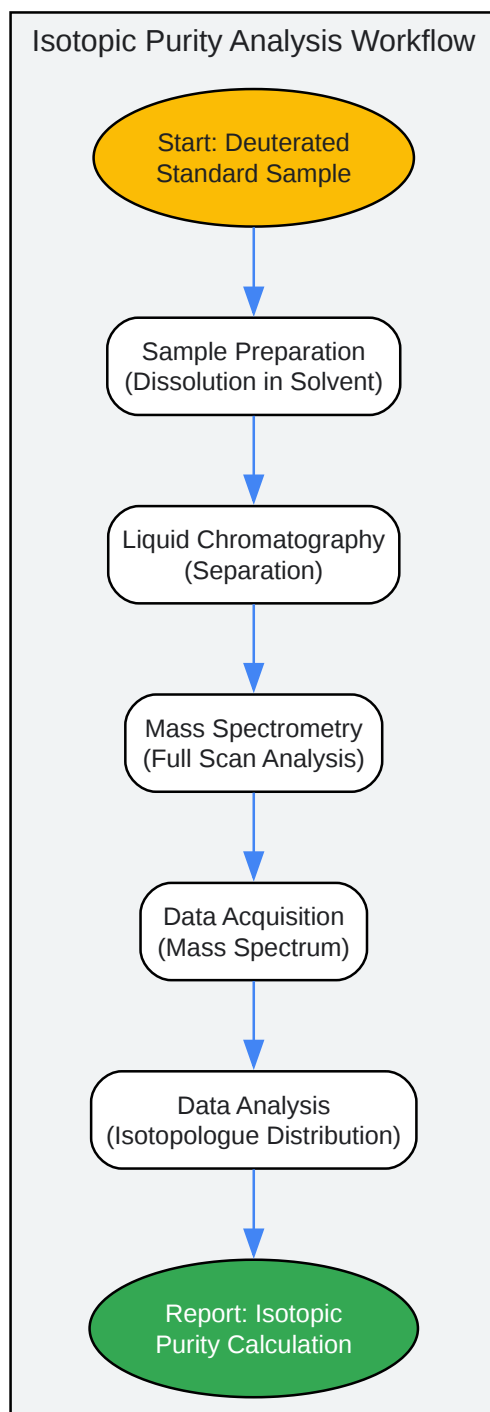 Isotopic Purity Analysis Workflow
Start: Deuterated
Standard Sample
Sample Preparation
(Dissolution in Solvent)
Liquid Chromatography
(Separation)
Mass Spectrometry
(Full Scan Analysis)
Data Acquisition
(Mass Spectrum)
Data Analysis
(Isotopologue Distribution)
Report: Isotopic
Purity Calculation